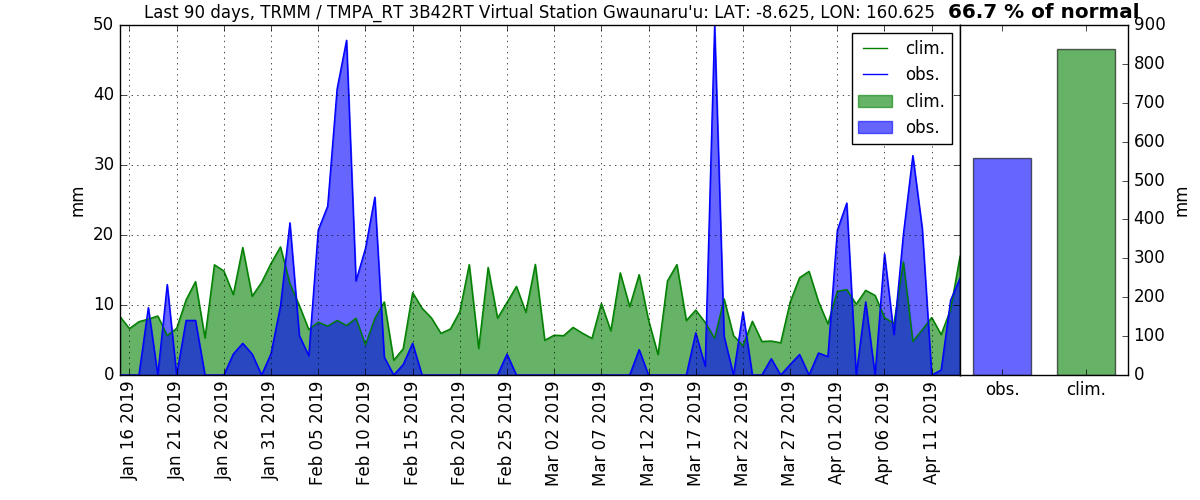 Last 90 days, TRMM / TMPA_RT 3B42RT Virtual Station Gwaunaru'u: LAT: -8.625, LON: 160.625
66.7 % of normal
50
40
30
20
10
0
mm
clim.
obs.
clim.
obs.
900
800
700
600
500
400
300
200
100
0
mm
Jan 16 2019
Jan 21 2019
Jan 26 2019
Jan 31 2019
Feb 05 2019
Feb 10 2019
Feb 15 2019
Feb 20 2019
Feb 25 2019
Mar 02 2019
Mar 07 2019
Mar 12 2019
Mar 17 2019
Mar 22 2019
Mar 27 2019
Apr 01 2019
Apr 06 2019
Apr 11 2019
obs.
clim.